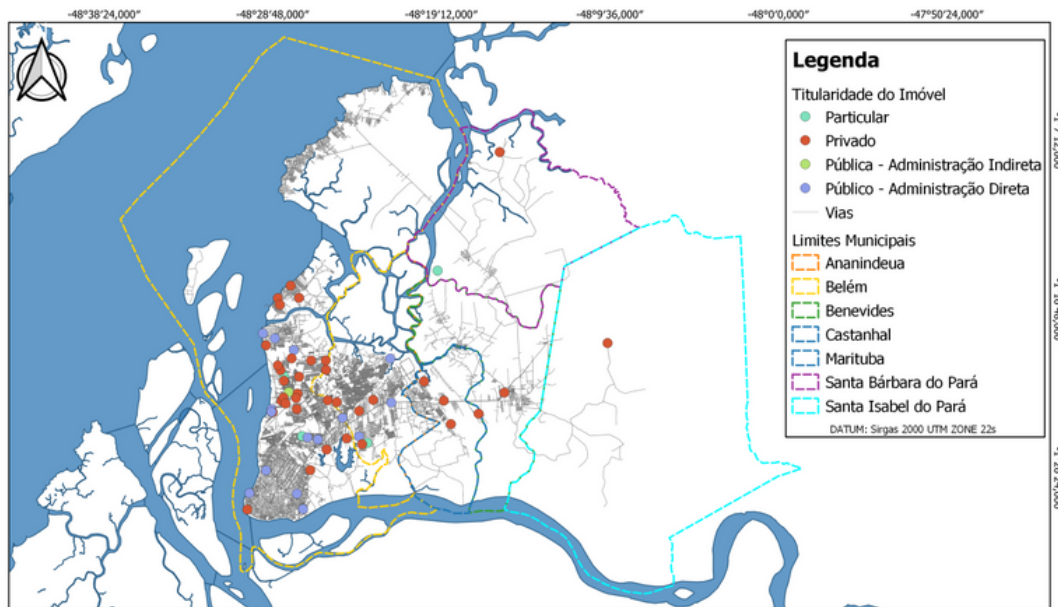 -48°38'24,000" -48°28'48,000" -48°19'12,000" -48°9'36,000" -48°0'0,000" -47°50'24,000"
Legenda
Titularidade do Imóvel
Particular
Privado
Pública - Administração Indireta
Público - Administração Direta
Vias
Limites Municipais
Ananindeua
Belém
Benevides
Castanhal
Marituba
Santa Bárbara do Pará
Santa Isabel do Pará
DATUM: Sirgas 2000 UTM ZONE 22s